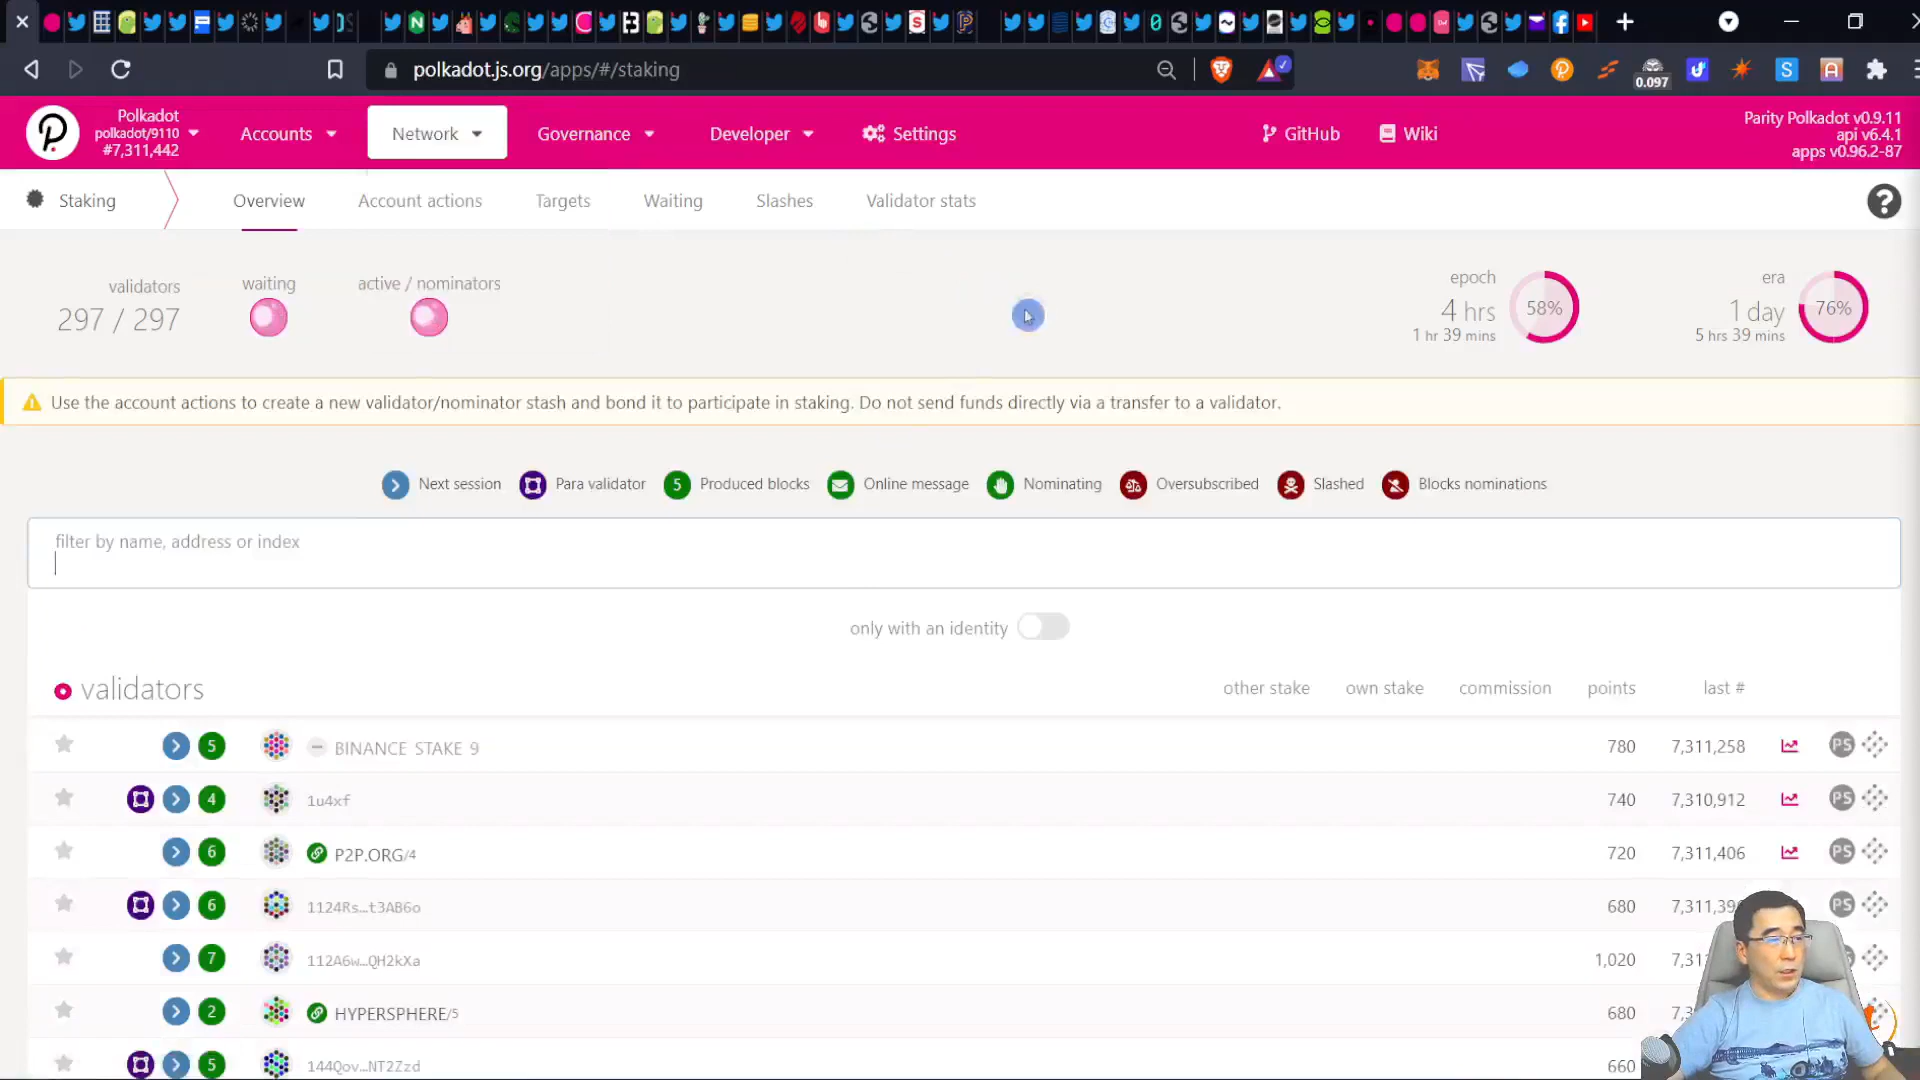 polkadot.js.org/apps/#/staking
0.097
Polkadot
polkadot/9110
#7,311,442
Accounts
Network
Governance
Developer
Settings
GitHub
Wiki
Parity Polkadot v0.9.11
api v6.4.1
apps v0.96.2-87
Staking
Overview
Account actions
Targets
Waiting
Slashes
Validator stats
validators
297 / 297
waiting
active / nominators
epoch
4 hrs
1 hr 39 mins
58%
era
1 day
5 hrs 39 mins
76%
Use the account actions to create a new validator/nominator stash and bond it to participate in staking. Do not send funds directly via a transfer to a validator.
Next session
Para validator
5 Produced blocks
Online message
Nominating
Oversubscribed
Slashed
Blocks nominations
filter by name, address or index
only with an identity
validators other stake own stake commission points last #
5 BINANCE STAKE 9 780 7,311,258 PS
4 1u4xf 740 7,310,912 PS
6 P2P.ORG/4 720 7,311,406 PS
6 1124Rs…t3AB6o 680 PS
7 112A6w…QH2kXa 1,020
2 HYPERSPHERE/5 680
5 144Qov…NT2Zzd 660